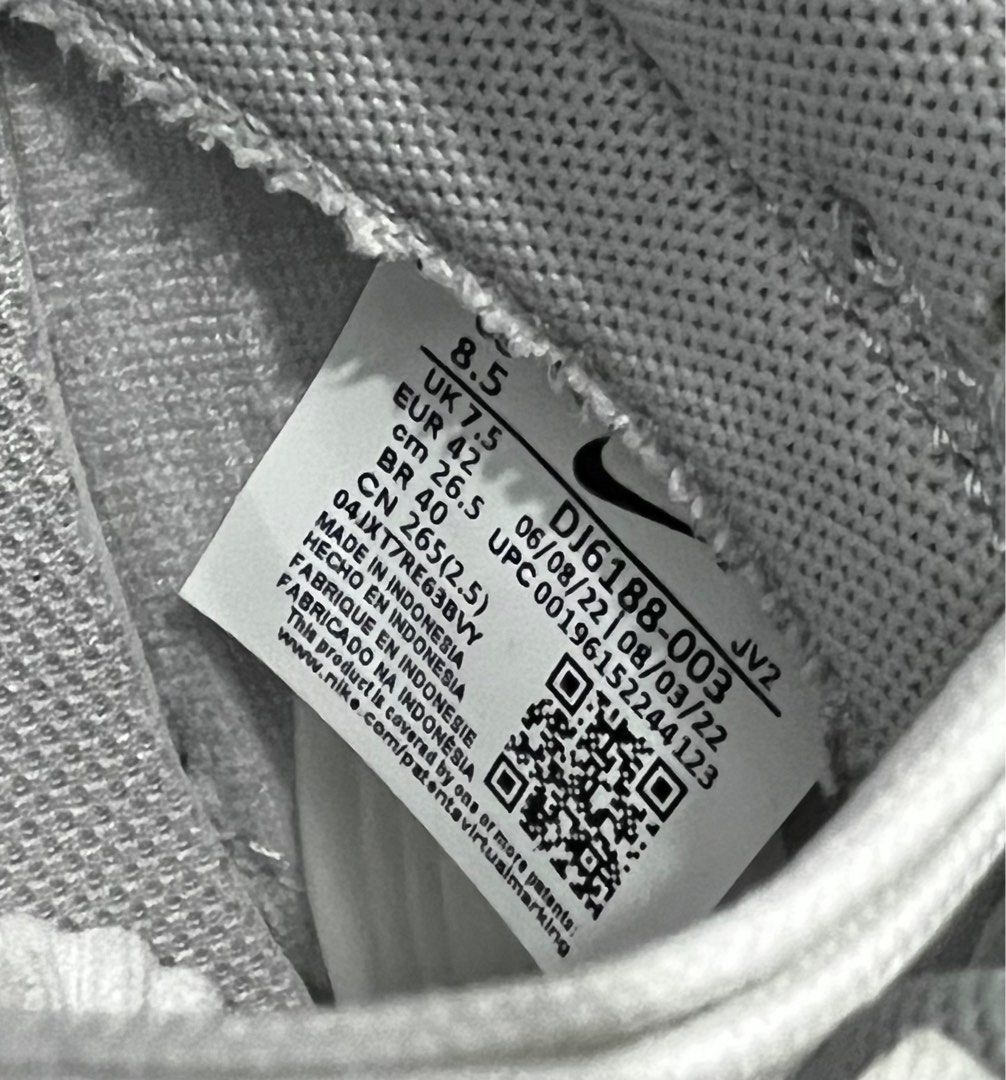 8.5
UK 7.5
EUR 42
cm 26.5
BR 40
CN 265(2.5)
04JXT7RE63BVY
MADE IN INDONESIA
HECHO EN INDONESIA
FABRIQUE EN INDONESIE
FABRICADO NA INDONÉSIA
This product is covered by one or more patents:
www.nike.com/patentsvirtualmarking
JV2
DJ6188-003
06/08/22 | 08/03/22
UPC 00196152244123